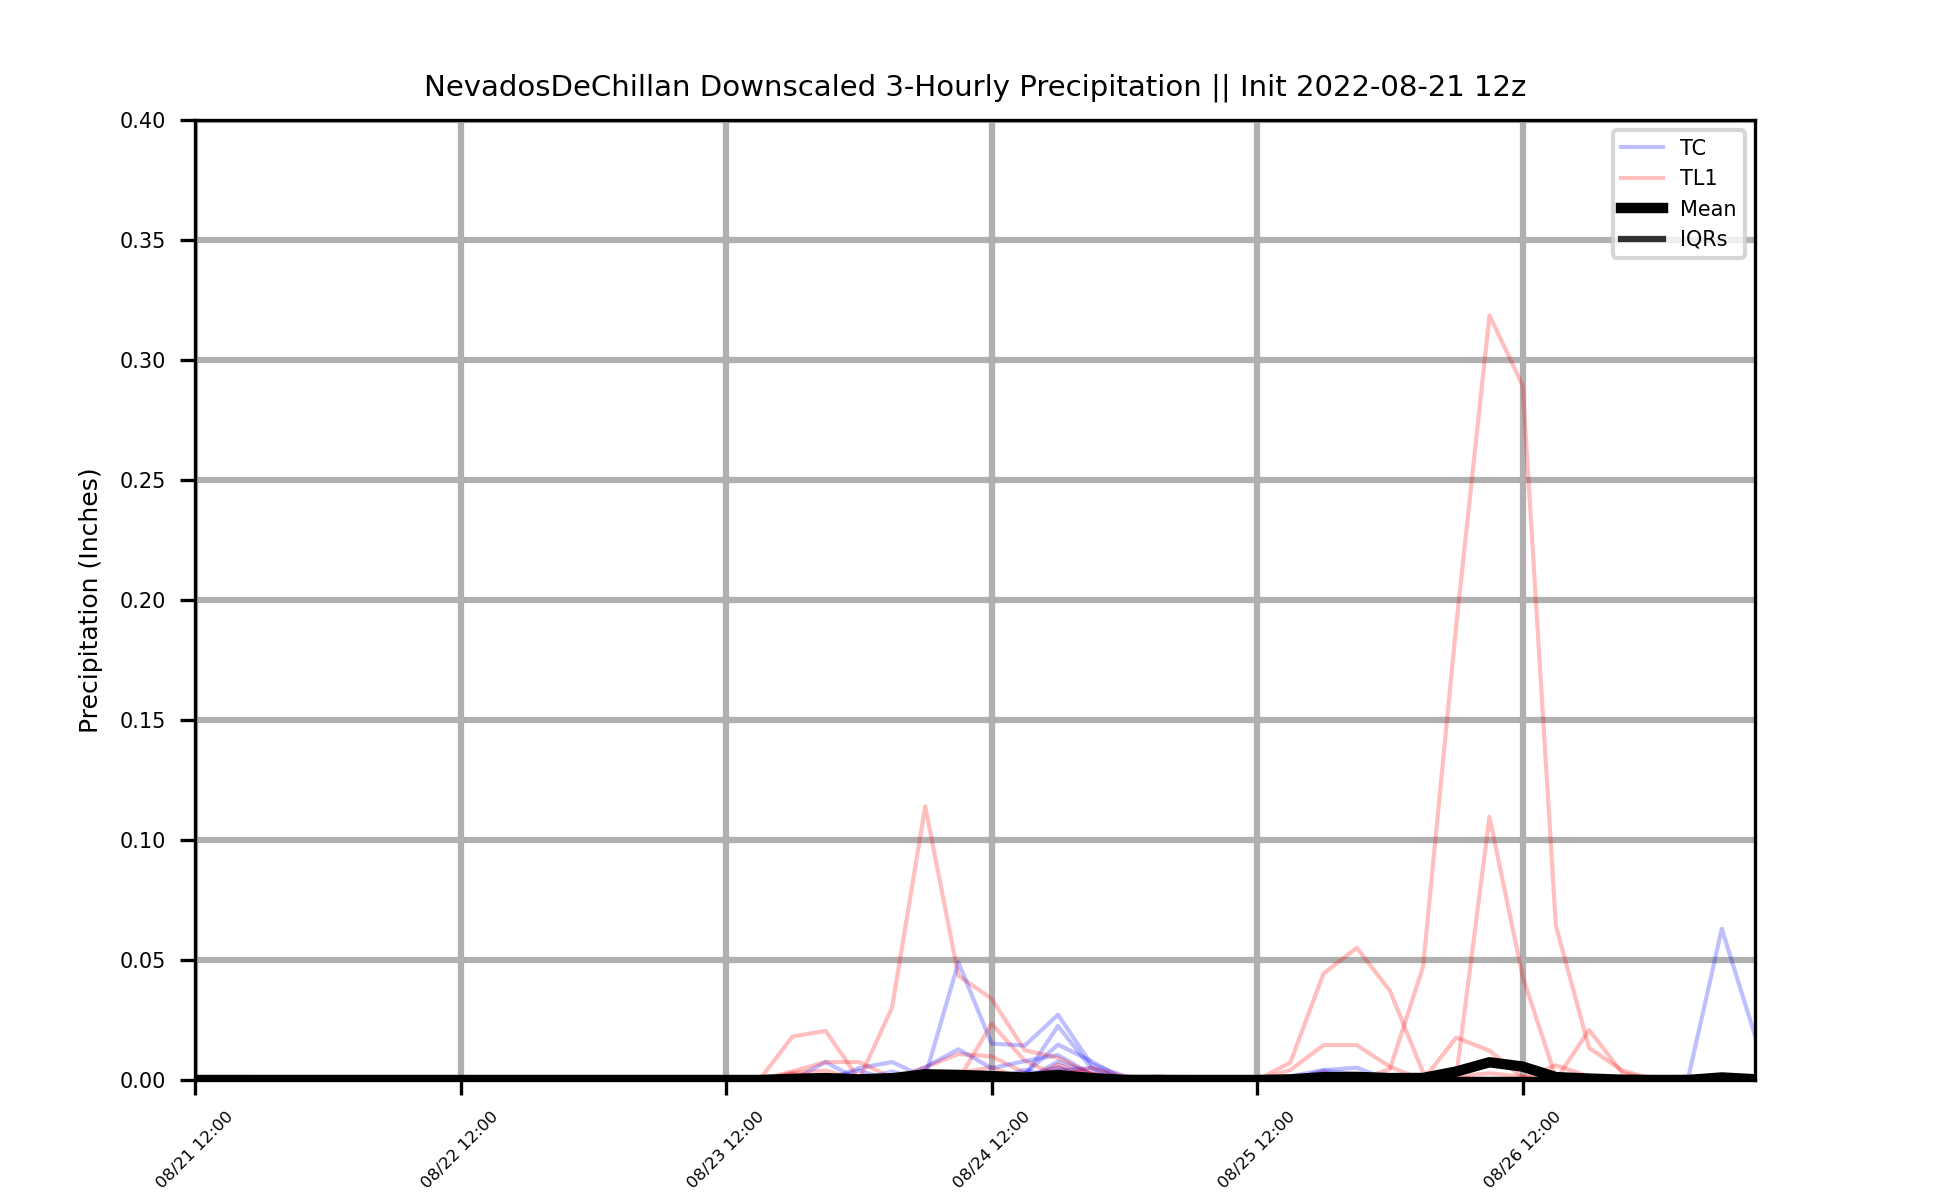 NevadosDeChillan Downscaled 3-Hourly Precipitation || Init 2022-08-21 12z
TC
TL1
Mean
IQRs
Precipitation (Inches)
0.40
0.35
0.30
0.25
0.20
0.15
0.10
0.05
0.00
08/21 12:00
08/22 12:00
08/23 12:00
08/24 12:00
08/25 12:00
08/26 12:00